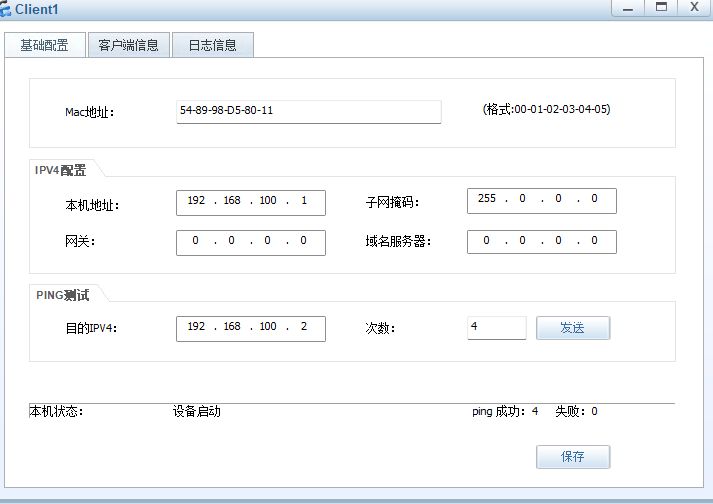 Client1
基础配置 客户端信息 日志信息
Mac地址： 54-89-98-D5-80-11 (格式:00-01-02-03-04-05)
IPV4配置
本机地址： 192 . 168 . 100 . 1 子网掩码： 255 . 0 . 0 . 0
网关： 0 . 0 . 0 . 0 域名服务器： 0 . 0 . 0 . 0
PING测试
目的IPV4： 192 . 168 . 100 . 2 次数： 4 发送
本机状态： 设备启动 ping 成功：4 失败：0
保存